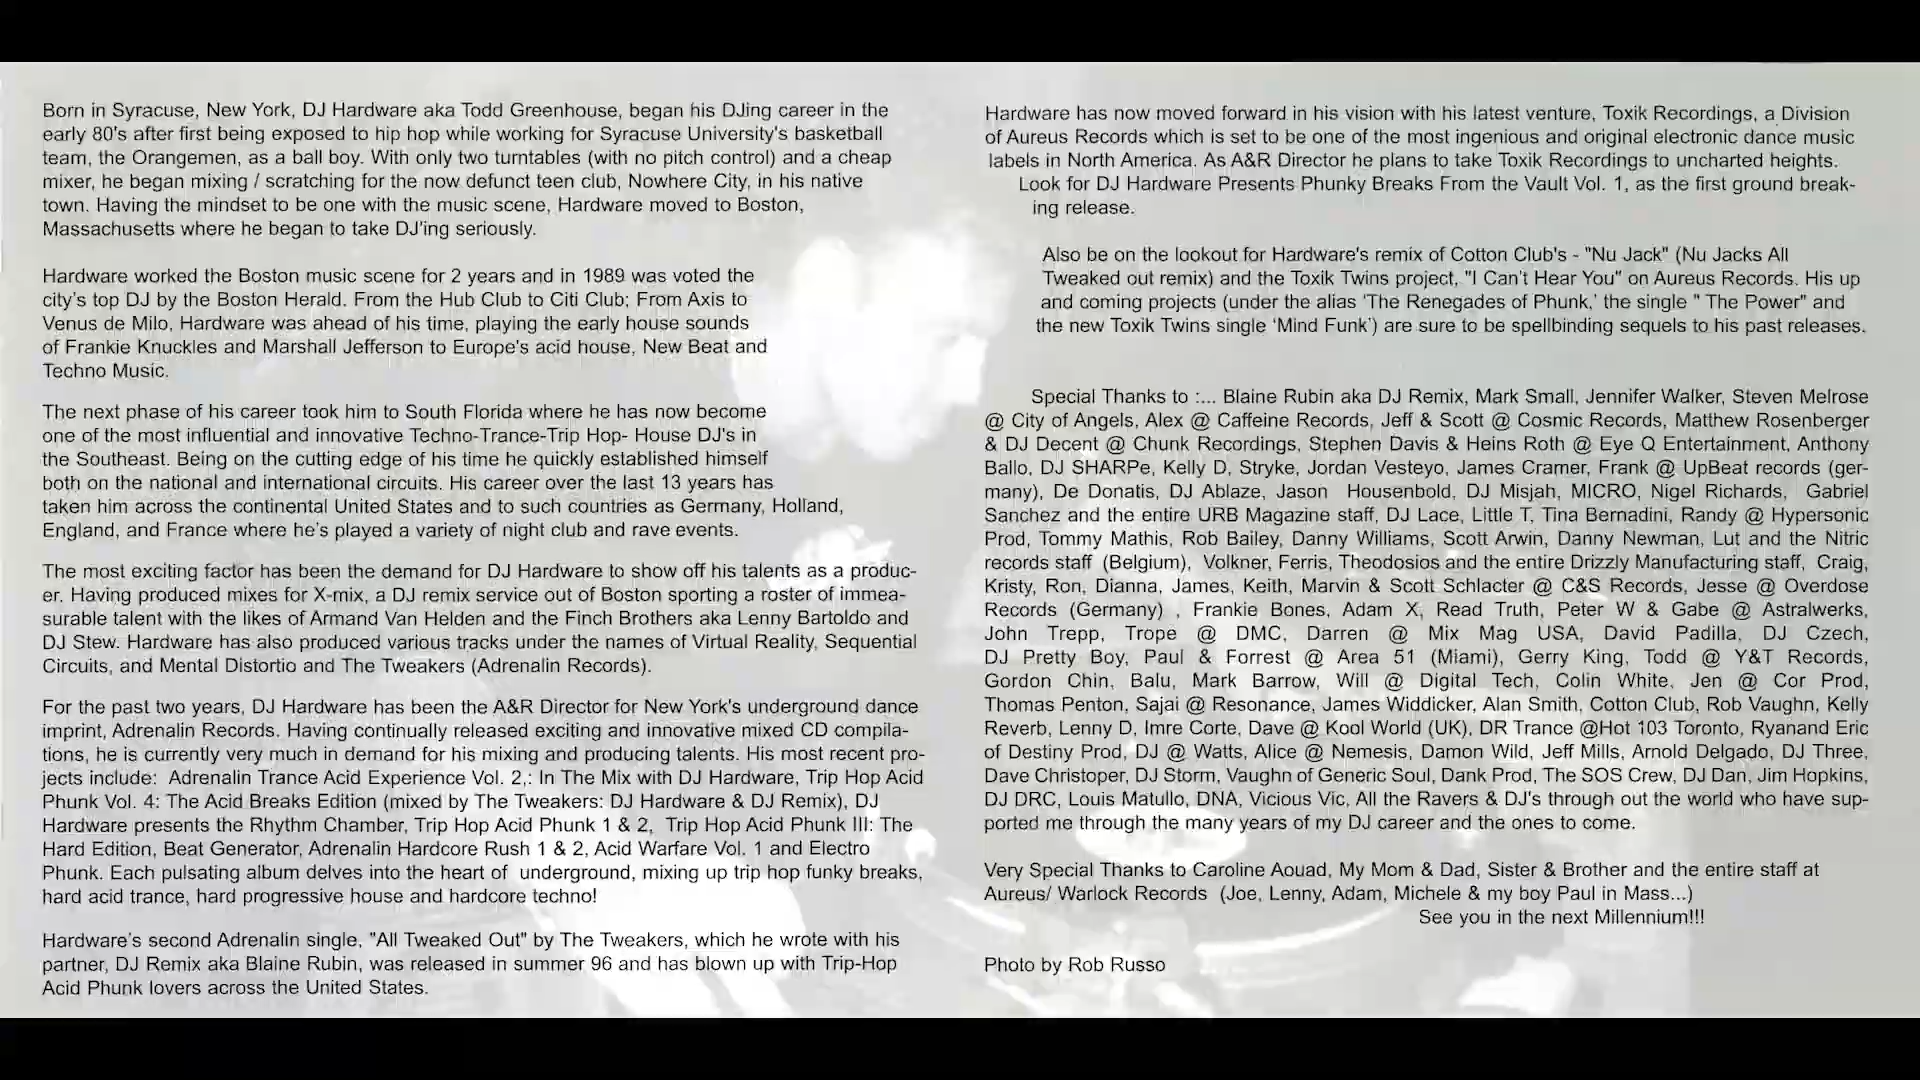 Born in Syracuse, New York, DJ Hardware aka Todd Greenhouse, began his DJing career in the
early 80's after first being exposed to hip hop while working for Syracuse University's basketball
team, the Orangemen, as a ball boy. With only two turntables (with no pitch control) and a cheap
mixer, he began mixing / scratching for the now defunct teen club, Nowhere City, in his native
town. Having the mindset to be one with the music scene, Hardware moved to Boston,
Massachusetts where he began to take DJ'ing seriously.
Hardware worked the Boston music scene for 2 years and in 1989 was voted the
city's top DJ by the Boston Herald. From the Hub Club to Citi Club; From Axis to
Venus de Milo, Hardware was ahead of his time, playing the early house sounds
of Frankie Knuckles and Marshall Jefferson to Europe's acid house, New Beat and
Techno Music.
The next phase of his career took him to South Florida where he has now become
one of the most influential and innovative Techno-Trance-Trip Hop- House DJ's in
the Southeast. Being on the cutting edge of his time he quickly established himself
both on the national and international circuits. His career over the last 13 years has
taken him across the continental United States and to such countries as Germany, Holland,
England, and France where he's played a variety of night club and rave events.
The most exciting factor has been the demand for DJ Hardware to show off his talents as a produc-
er. Having produced mixes for X-mix, a DJ remix service out of Boston sporting a roster of immea-
surable talent with the likes of Armand Van Helden and the Finch Brothers aka Lenny Bartoldo and
DJ Stew. Hardware has also produced various tracks under the names of Virtual Reality, Sequential
Circuits, and Mental Distortio and The Tweakers (Adrenalin Records).
For the past two years, DJ Hardware has been the A&R Director for New York's underground dance
imprint, Adrenalin Records. Having continually released exciting and innovative mixed CD compila-
tions, he is currently very much in demand for his mixing and producing talents. His most recent pro-
jects include: Adrenalin Trance Acid Experience Vol. 2,: In The Mix with DJ Hardware, Trip Hop Acid
Phunk Vol. 4: The Acid Breaks Edition (mixed by The Tweakers: DJ Hardware & DJ Remix), DJ
Hardware presents the Rhythm Chamber, Trip Hop Acid Phunk 1 & 2, Trip Hop Acid Phunk III: The
Hard Edition, Beat Generator, Adrenalin Hardcore Rush 1 & 2, Acid Warfare Vol. 1 and Electro
Phunk. Each pulsating album delves into the heart of underground, mixing up trip hop funky breaks,
hard acid trance, hard progressive house and hardcore techno!
Hardware's second Adrenalin single, "All Tweaked Out" by The Tweakers, which he wrote with his
partner, DJ Remix aka Blaine Rubin, was released in summer 96 and has blown up with Trip-Hop
Acid Phunk lovers across the United States.
Hardware has now moved forward in his vision with his latest venture, Toxik Recordings, a Division
of Aureus Records which is set to be one of the most ingenious and original electronic dance music
labels in North America. As A&R Director he plans to take Toxik Recordings to uncharted heights.
Look for DJ Hardware Presents Phunky Breaks From the Vault Vol. 1, as the first ground break-
ing release.
Also be on the lookout for Hardware's remix of Cotton Club's - "Nu Jack" (Nu Jacks All
Tweaked out remix) and the Toxik Twins project, "I Can't Hear You" on Aureus Records. His up
and coming projects (under the alias 'The Renegades of Phunk,' the single " The Power" and
the new Toxik Twins single 'Mind Funk') are sure to be spellbinding sequels to his past releases.
Special Thanks to :... Blaine Rubin aka DJ Remix, Mark Small, Jennifer Walker, Steven Melrose
@ City of Angels, Alex @ Caffeine Records, Jeff & Scott @ Cosmic Records, Matthew Rosenberger
& DJ Decent @ Chunk Recordings, Stephen Davis & Heins Roth @ Eye Q Entertainment, Anthony
Ballo, DJ SHARPe, Kelly D, Stryke, Jordan Vesteyo, James Cramer, Frank @ UpBeat records (ger-
many), De Donatis, DJ Ablaze, Jason Housenbold, DJ Misjah, MICRO, Nigel Richards, Gabriel
Sanchez and the entire URB Magazine staff, DJ Lace, Little T, Tina Bernadini, Randy @ Hypersonic
Prod, Tommy Mathis, Rob Bailey, Danny Williams, Scott Arwin, Danny Newman, Lut and the Nitric
records staff (Belgium), Volkner, Ferris, Theodosios and the entire Drizzly Manufacturing staff, Craig,
Kristy, Ron, Dianna, James, Keith, Marvin & Scott Schlacter @ C&S Records, Jesse @ Overdose
Records (Germany) , Frankie Bones, Adam X, Read Truth, Peter W & Gabe @ Astralwerks,
John Trepp, Trope @ DMC, Darren @ Mix Mag USA, David Padilla, DJ Czech,
DJ Pretty Boy, Paul & Forrest @ Area 51 (Miami), Gerry King, Todd @ Y&T Records,
Gordon Chin, Balu, Mark Barrow, Will @ Digital Tech, Colin White, Jen @ Cor Prod,
Thomas Penton, Sajai @ Resonance, James Widdicker, Alan Smith, Cotton Club, Rob Vaughn, Kelly
Reverb, Lenny D, Imre Corte, Dave @ Kool World (UK), DR Trance @Hot 103 Toronto, Ryanand Eric
of Destiny Prod, DJ @ Watts, Alice @ Nemesis, Damon Wild, Jeff Mills, Arnold Delgado, DJ Three,
Dave Christoper, DJ Storm, Vaughn of Generic Soul, Dank Prod, The SOS Crew, DJ Dan, Jim Hopkins,
DJ DRC, Louis Matullo, DNA, Vicious Vic, All the Ravers & DJ's through out the world who have sup-
ported me through the many years of my DJ career and the ones to come.
Very Special Thanks to Caroline Aouad, My Mom & Dad, Sister & Brother and the entire staff at
Aureus/ Warlock Records (Joe, Lenny, Adam, Michele & my boy Paul in Mass...)
See you in the next Millennium!!!
Photo by Rob Russo